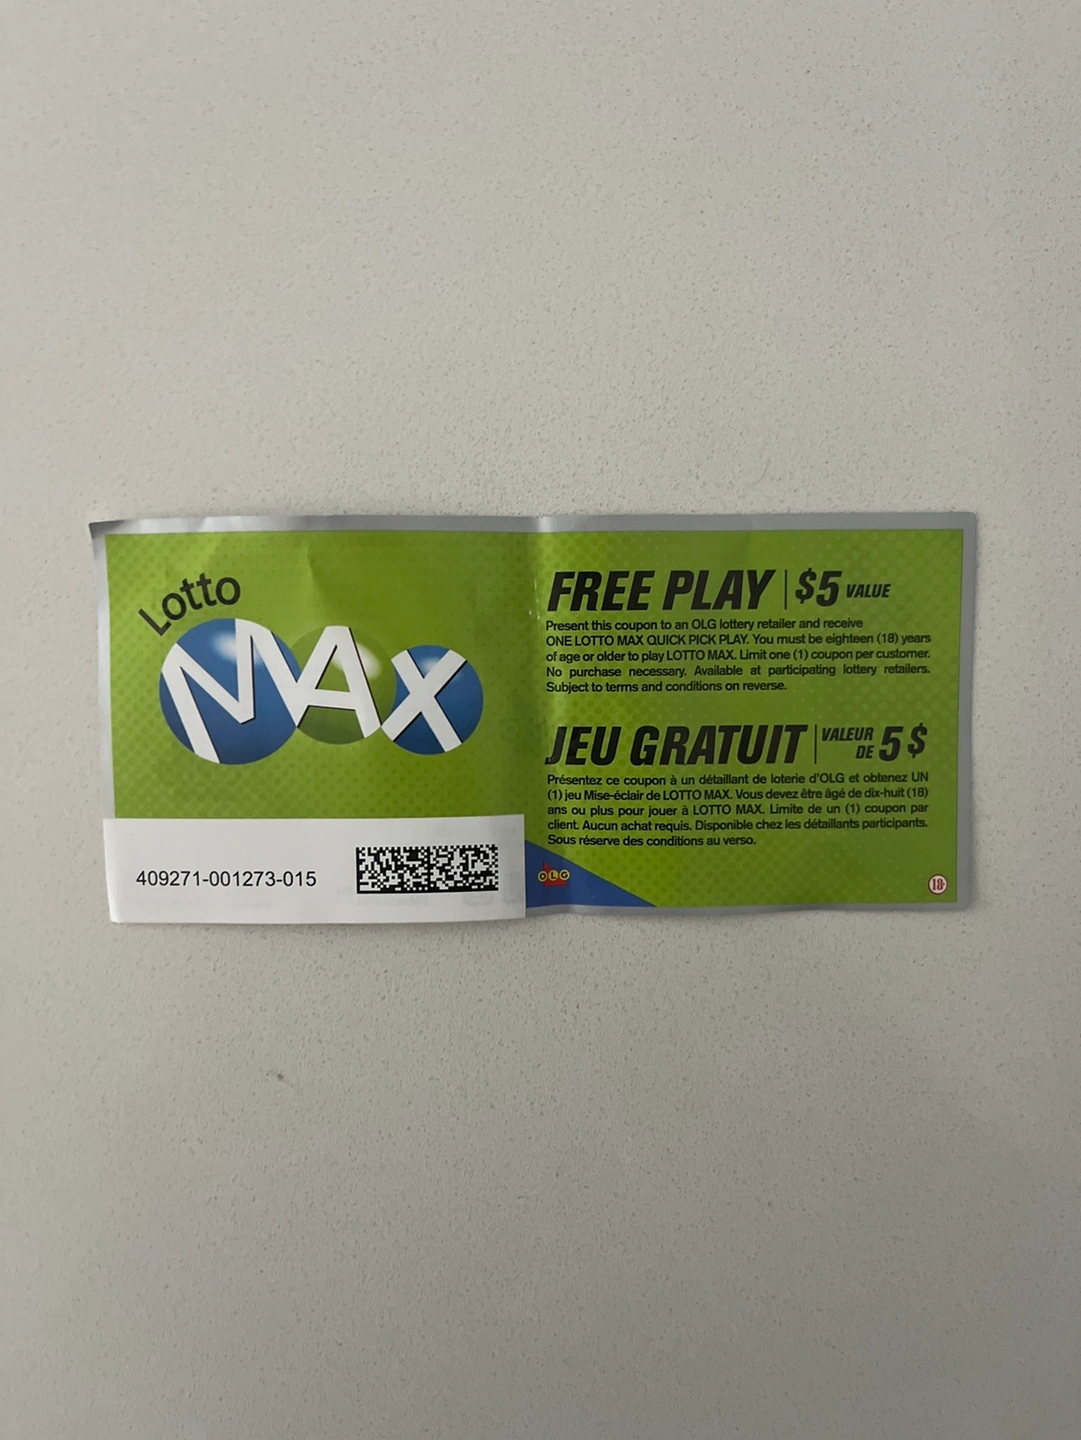 Lotto
MAX
409271-001273-015
FREE PLAY | $5 VALUE
Present this coupon to an OLG lottery retailer and receive
ONE LOTTO MAX QUICK PICK PLAY. You must be eighteen (18) years
of age or older to play LOTTO MAX. Limit one (1) coupon per customer.
No purchase necessary. Available at participating lottery retailers.
Subject to terms and conditions on reverse.
JEU GRATUIT | VALEUR DE 5 $
Présentez ce coupon à un détaillant de loterie d'OLG et obtenez UN
(1) jeu Mise-éclair de LOTTO MAX. Vous devez être âgé de dix-huit (18)
ans ou plus pour jouer à LOTTO MAX. Limite de un (1) coupon par
client. Aucun achat requis. Disponible chez les détaillants participants.
Sous réserve des conditions au verso.
OLG
18+